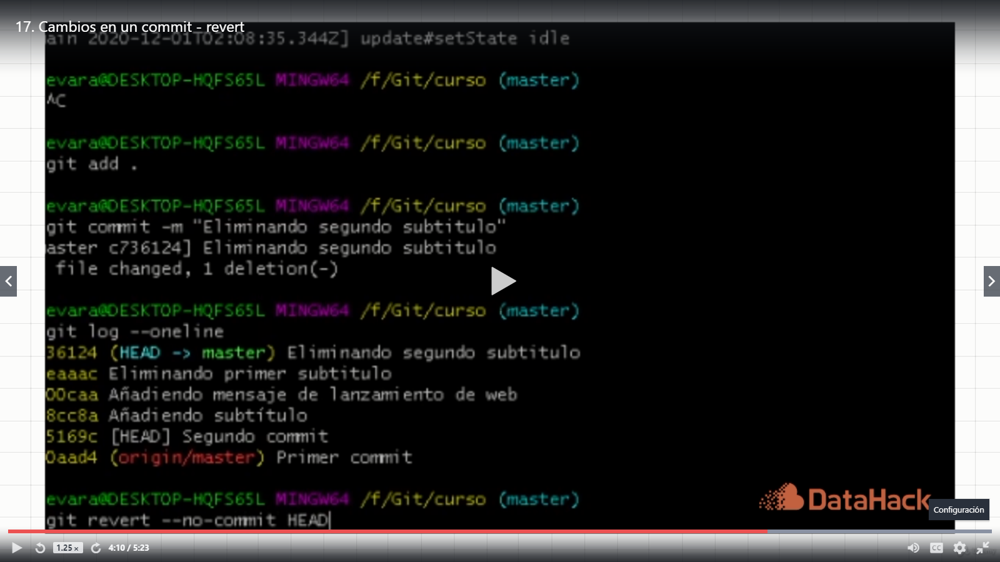 17. Cambios en un commit - revert
ain 2020-12-01T02:08:35.344Z] update#setState idle
evara@DESKTOP-HQFS65L MINGW64 /f/Git/curso (master)
^C
evara@DESKTOP-HQFS65L MINGW64 /f/Git/curso (master)
git add .
evara@DESKTOP-HQFS65L MINGW64 /f/Git/curso (master)
git commit -m "Eliminando segundo subtitulo"
aster c736124] Eliminando segundo subtitulo
file changed, 1 deletion(-)
evara@DESKTOP-HQFS65L MINGW64 /f/Git/curso (master)
git log --oneline
36124 (HEAD -> master) Eliminando segundo subtitulo
eaaac Eliminando primer subtitulo
00caa Añadiendo mensaje de lanzamiento de web
8cc8a Añadiendo subtítulo
5169c [HEAD] Segundo commit
0aad4 (origin/master) Primer commit
evara@DESKTOP-HQFS65L MINGW64 /f/Git/curso (master)
git revert --no-commit HEAD
DataHack
Configuración
1.25x 4:10 / 5:23 CC